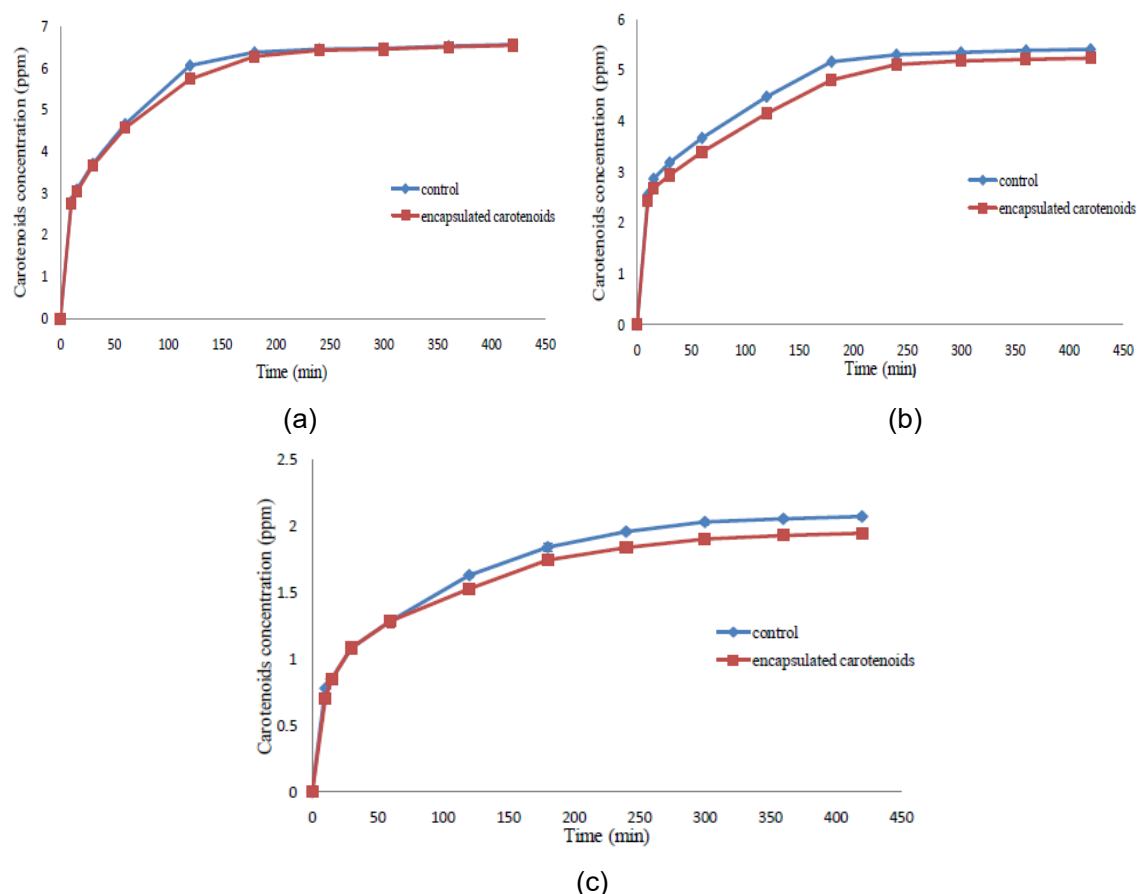 7
6
5
4
3
2
1
0
Carotenoids concentration (ppm)
control
encapsulated carotenoids
0 50 100 150 200 250 300 350 400 450
Time (min)
(a)
6
5
4
3
2
1
0
Carotenoids concentration (ppm)
control
encapsulated carotenoids
0 50 100 150 200 250 300 350 400 450
Time (min)
(b)
2.5
2
1.5
1
0.5
0
Carotenoids concentration (ppm)
control
encapsulated carotenoids
0 50 100 150 200 250 300 350 400 450
Time (min)
(c)